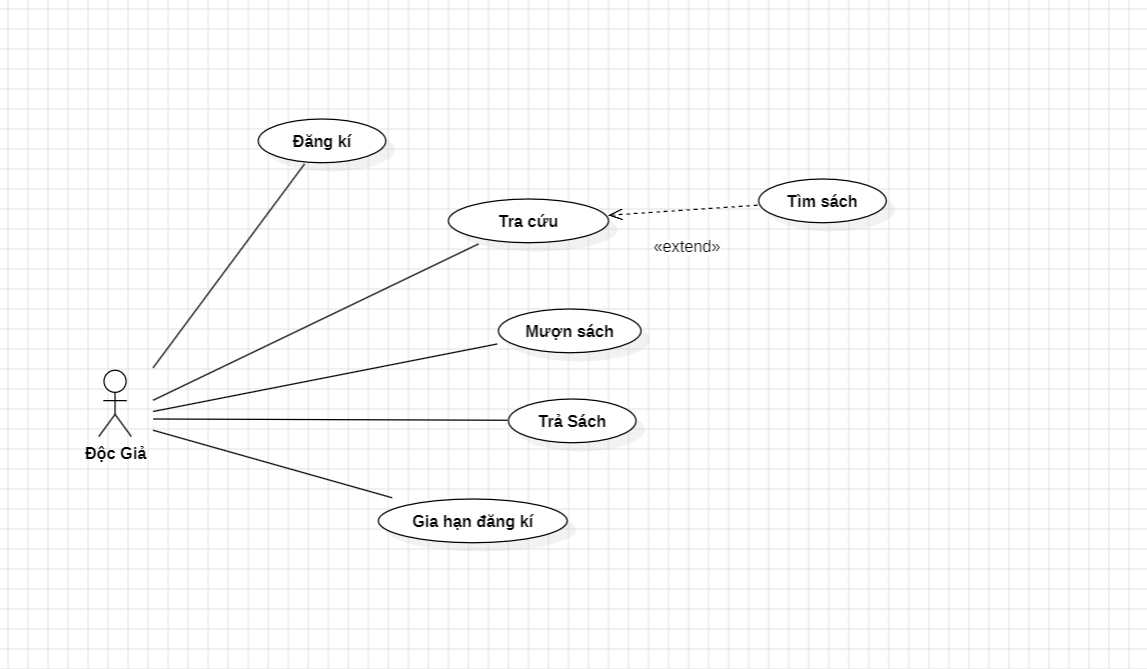 Đăng kí
Tìm sách
Tra cứu
«extend»
Mượn sách
Trả Sách
Độc Giả
Gia hạn đăng kí